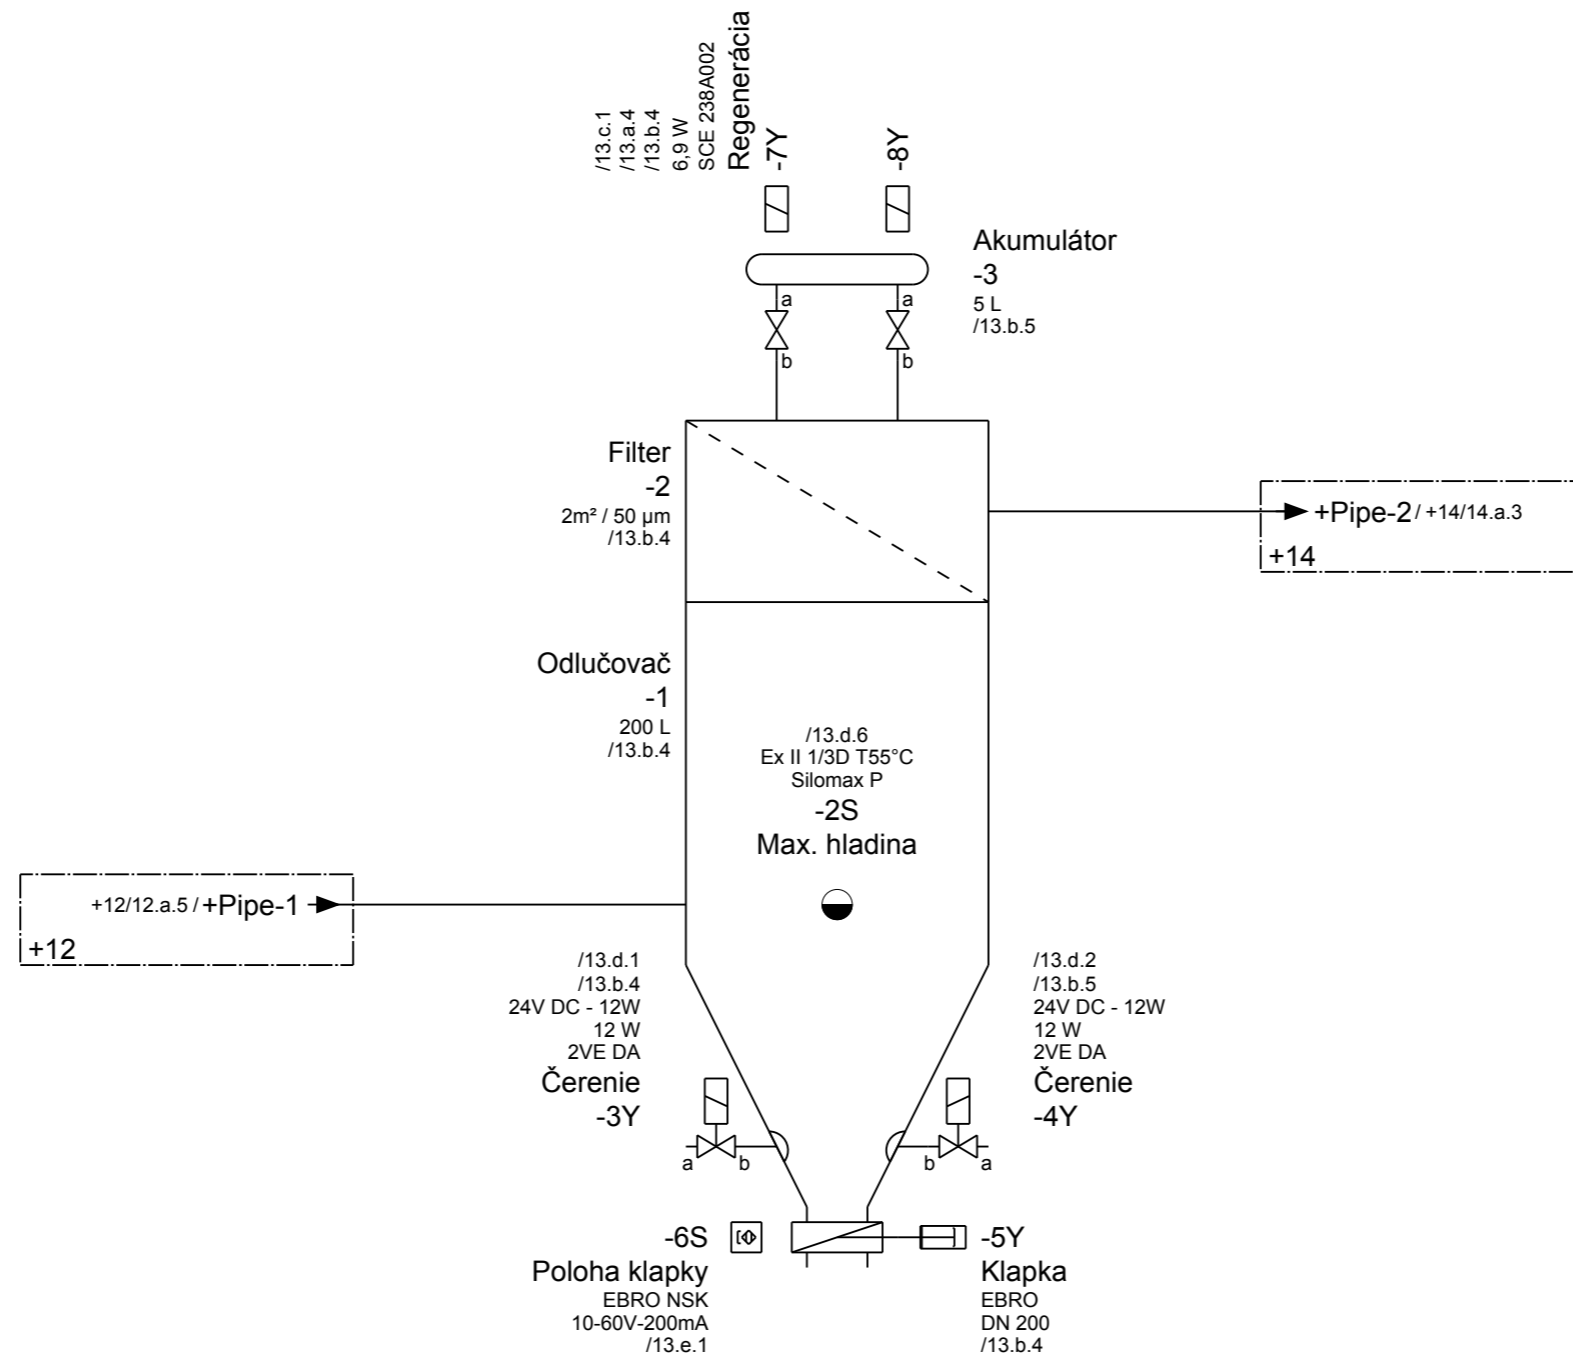 /13.c.1
/13.a.4
/13.b.4
6,9 W
SCE 238A002
Regenerácia
-7Y
-8Y
Akumulátor
-3
5 L
/13.b.5
a
a
b
b
Filter
-2
2m² / 50 µm
/13.b.4
+Pipe-2 / +14/14.a.3
+14
Odlučovač
-1
200 L
/13.b.4
/13.d.6
Ex II 1/3D T55°C
Silomax P
-2S
Max. hladina
+12/12.a.5 / +Pipe-1
+12
/13.d.1
/13.b.4
24V DC - 12W
12 W
2VE DA
Čerenie
-3Y
a
b
/13.d.2
/13.b.5
24V DC - 12W
12 W
2VE DA
Čerenie
-4Y
b
a
-6S
Poloha klapky
EBRO NSK
10-60V-200mA
/13.e.1
-5Y
Klapka
EBRO
DN 200
/13.b.4